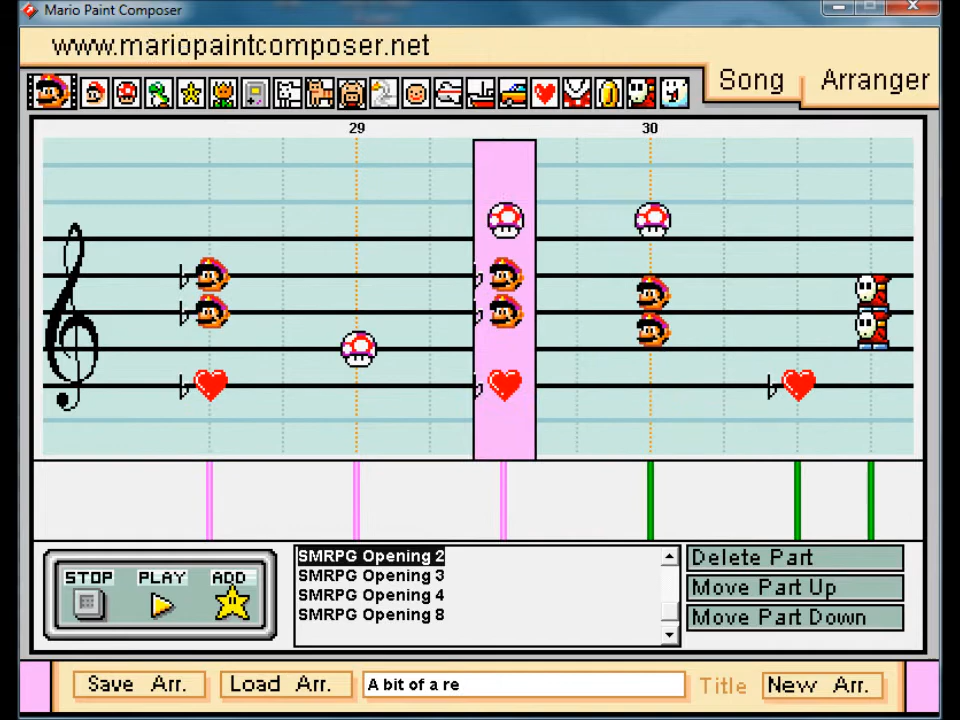 Mario Paint Composer
www.mariopaintcomposer.net
Song
Arranger
29
30
STOP
PLAY
ADD
SMRPG Opening 2
SMRPG Opening 3
SMRPG Opening 4
SMRPG Opening 8
Delete Part
Move Part Up
Move Part Down
Save Arr.
Load Arr.
A bit of a re
Title
New Arr.